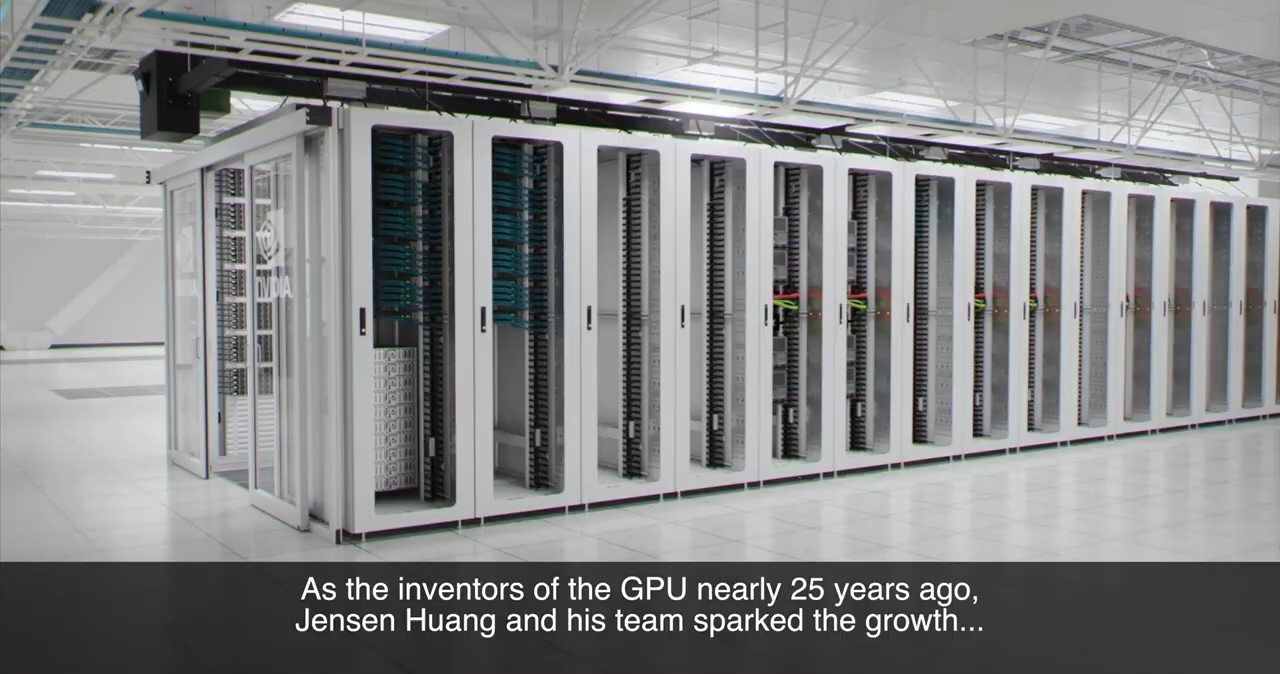 NVIDIA
As the inventors of the GPU nearly 25 years ago,
Jensen Huang and his team sparked the growth...